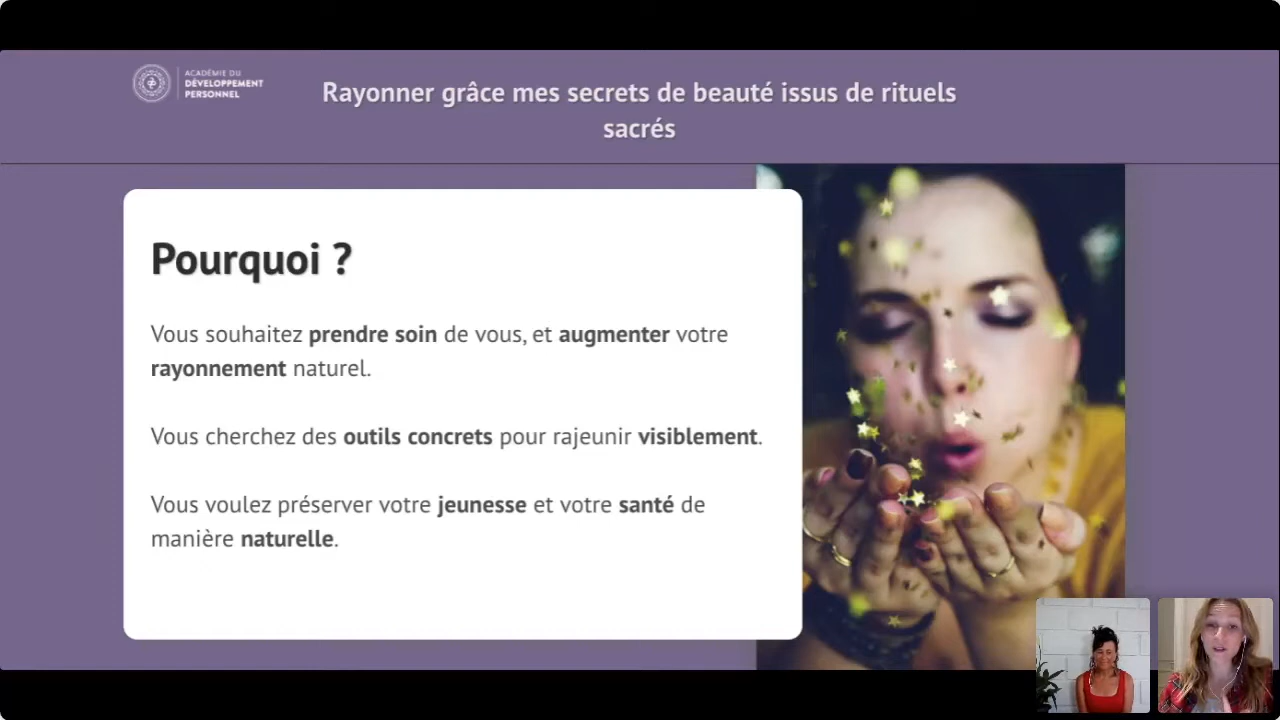 ACADÉMIE DU
DÉVELOPPEMENT
PERSONNEL
Rayonner grâce mes secrets de beauté issus de rituels
sacrés
Pourquoi ?
Vous souhaitez prendre soin de vous, et augmenter votre
rayonnement naturel.
Vous cherchez des outils concrets pour rajeunir visiblement.
Vous voulez préserver votre jeunesse et votre santé de
manière naturelle.